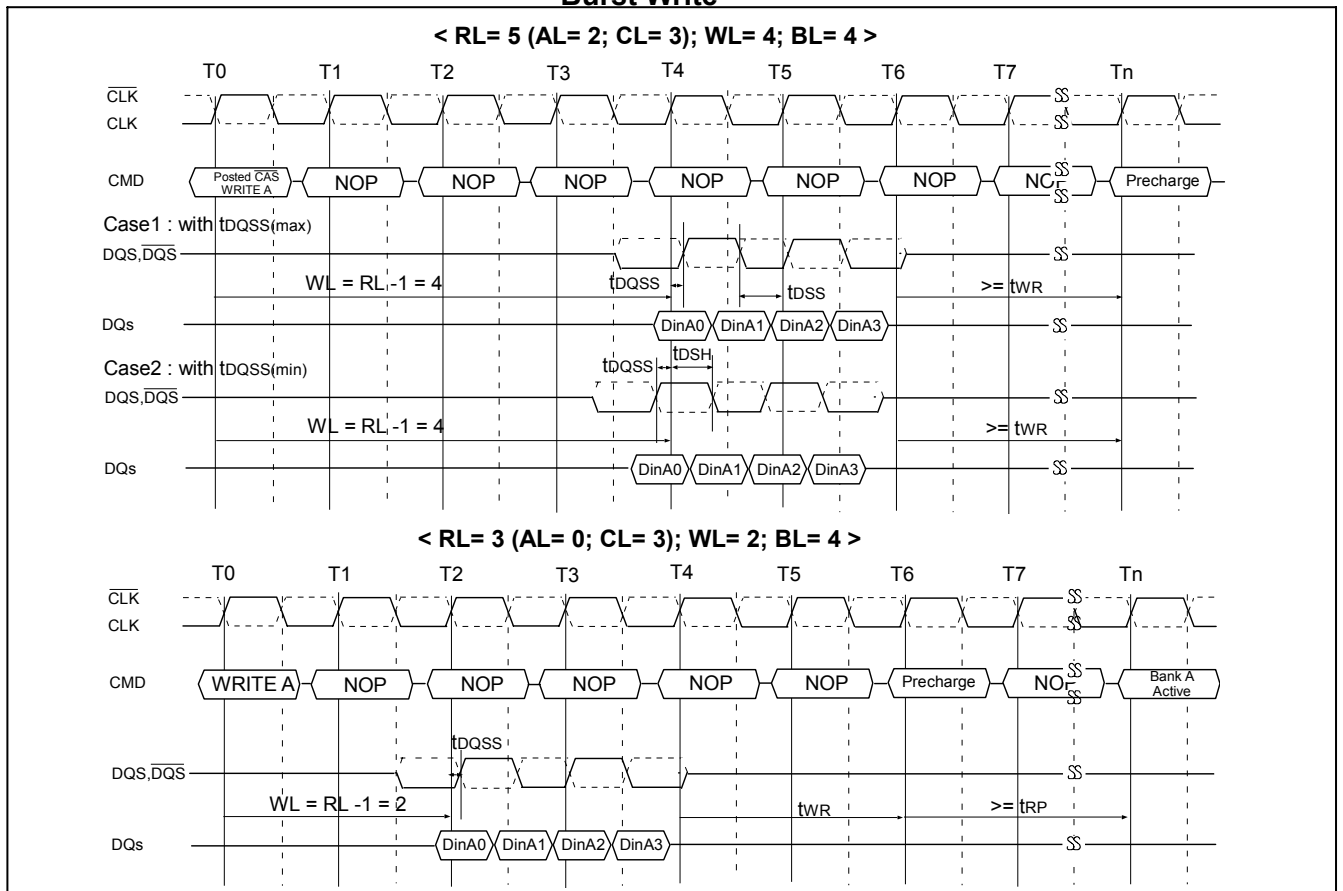 Burst Write
< RL= 5 (AL= 2; CL= 3); WL= 4; BL= 4 >
T0 T1 T2 T3 T4 T5 T6 T7 Tn
CLK
CLK
CMD Posted CAS WRITE A NOP NOP NOP NOP NOP NOP NOP Precharge
Case1 : with tDQSS(max)
DQS,DQS
WL = RL -1 = 4 tDQSS tDSS >= tWR
DQs DinA0 DinA1 DinA2 DinA3
Case2 : with tDQSS(min) tDQSS tDSH
DQS,DQS
WL = RL -1 = 4 >= tWR
DQs DinA0 DinA1 DinA2 DinA3
< RL= 3 (AL= 0; CL= 3); WL= 2; BL= 4 >
T0 T1 T2 T3 T4 T5 T6 T7 Tn
CLK
CLK
CMD WRITE A NOP NOP NOP NOP NOP Precharge NOP Bank A Active
tDQSS
DQS,DQS
WL = RL -1 = 2 tWR >= tRP
DQs DinA0 DinA1 DinA2 DinA3